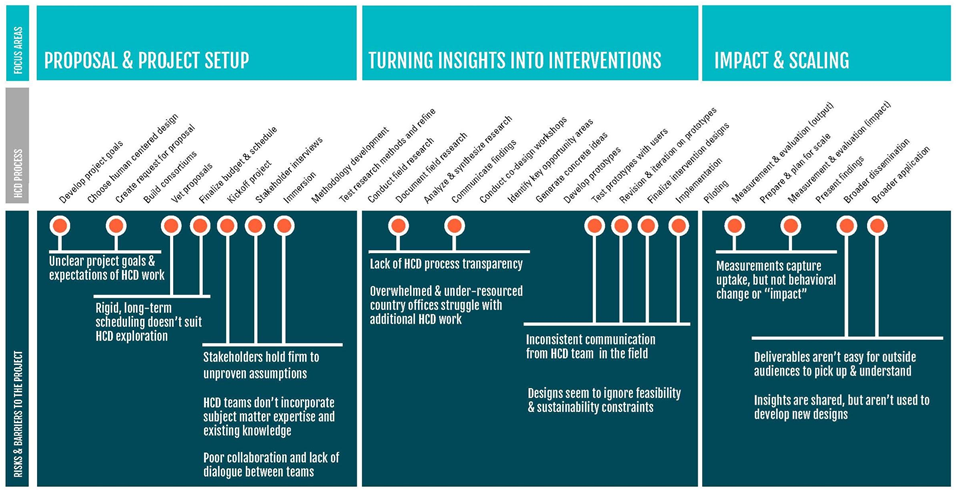 FOCUS AREAS
PROPOSAL & PROJECT SETUP
TURNING INSIGHTS INTO INTERVENTIONS
IMPACT & SCALING
HCD PROCESS
Develop project goals
Choose human centered design
Create request for proposal
Build consortiums
Vet proposals
Finalize budget & schedule
Kickoff project
Stakeholder interviews
Immersion
Methodology development
Test research methods and refine
Conduct field research
Document field research
Analyze & synthesize research
Communicate findings
Conduct co-design workshops
Identify key opportunity areas
Generate concrete ideas
Develop prototypes
Test prototypes with users
Revision & iteration on prototypes
Finalize intervention designs
Implementation
Piloting
Measurement & evaluation (output)
Prepare & plan for scale
Measurement & evaluation (impact)
Present findings
Broader dissemination
Broader application
RISKS & BARRIERS TO THE PROJECT
Unclear project goals &
expectations of HCD work
Rigid, long-term
scheduling doesn't suit
HCD exploration
Stakeholders hold firm to
unproven assumptions
HCD teams don't incorporate
subject matter expertise and
existing knowledge
Poor collaboration and lack of
dialogue between teams
Lack of HCD process transparency
Overwhelmed & under-resourced
country offices struggle with
additional HCD work
Inconsistent communication
from HCD team in the field
Designs seem to ignore feasibility
& sustainability constraints
Measurements capture
uptake, but not behavioral
change or "impact"
Deliverables aren't easy for outside
audiences to pick up & understand
Insights are shared, but aren't used to
develop new designs